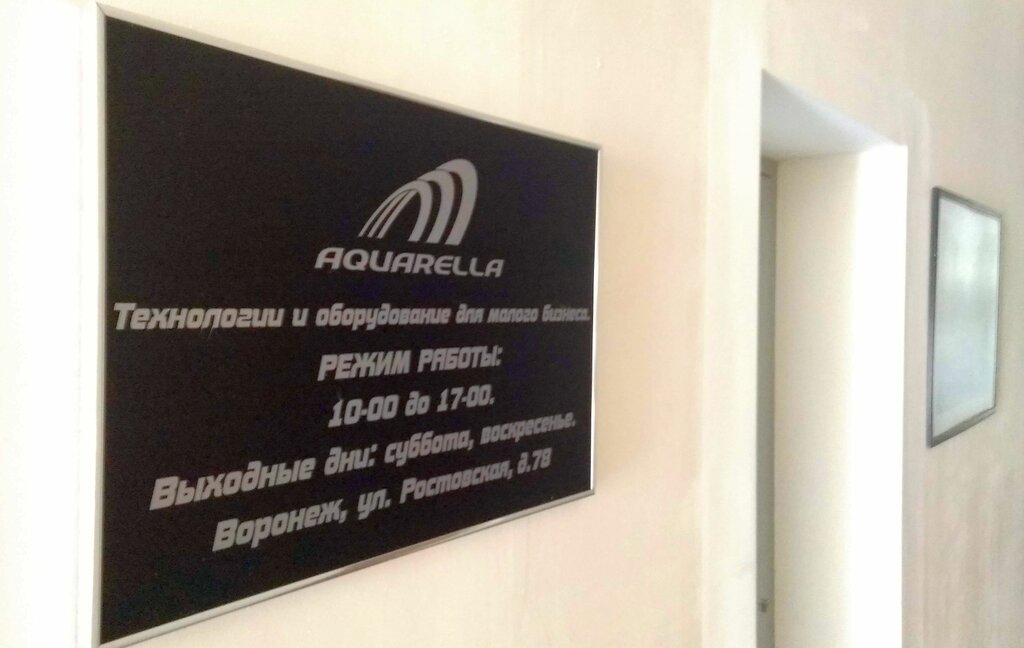 AQUARELLA
Технологии и оборудование для малого бизнеса.
РЕЖИМ РАБОТЫ:
10-00 до 17-00.
Выходные дни: суббота, воскресенье.
Воронеж, ул. Ростовская, д.78